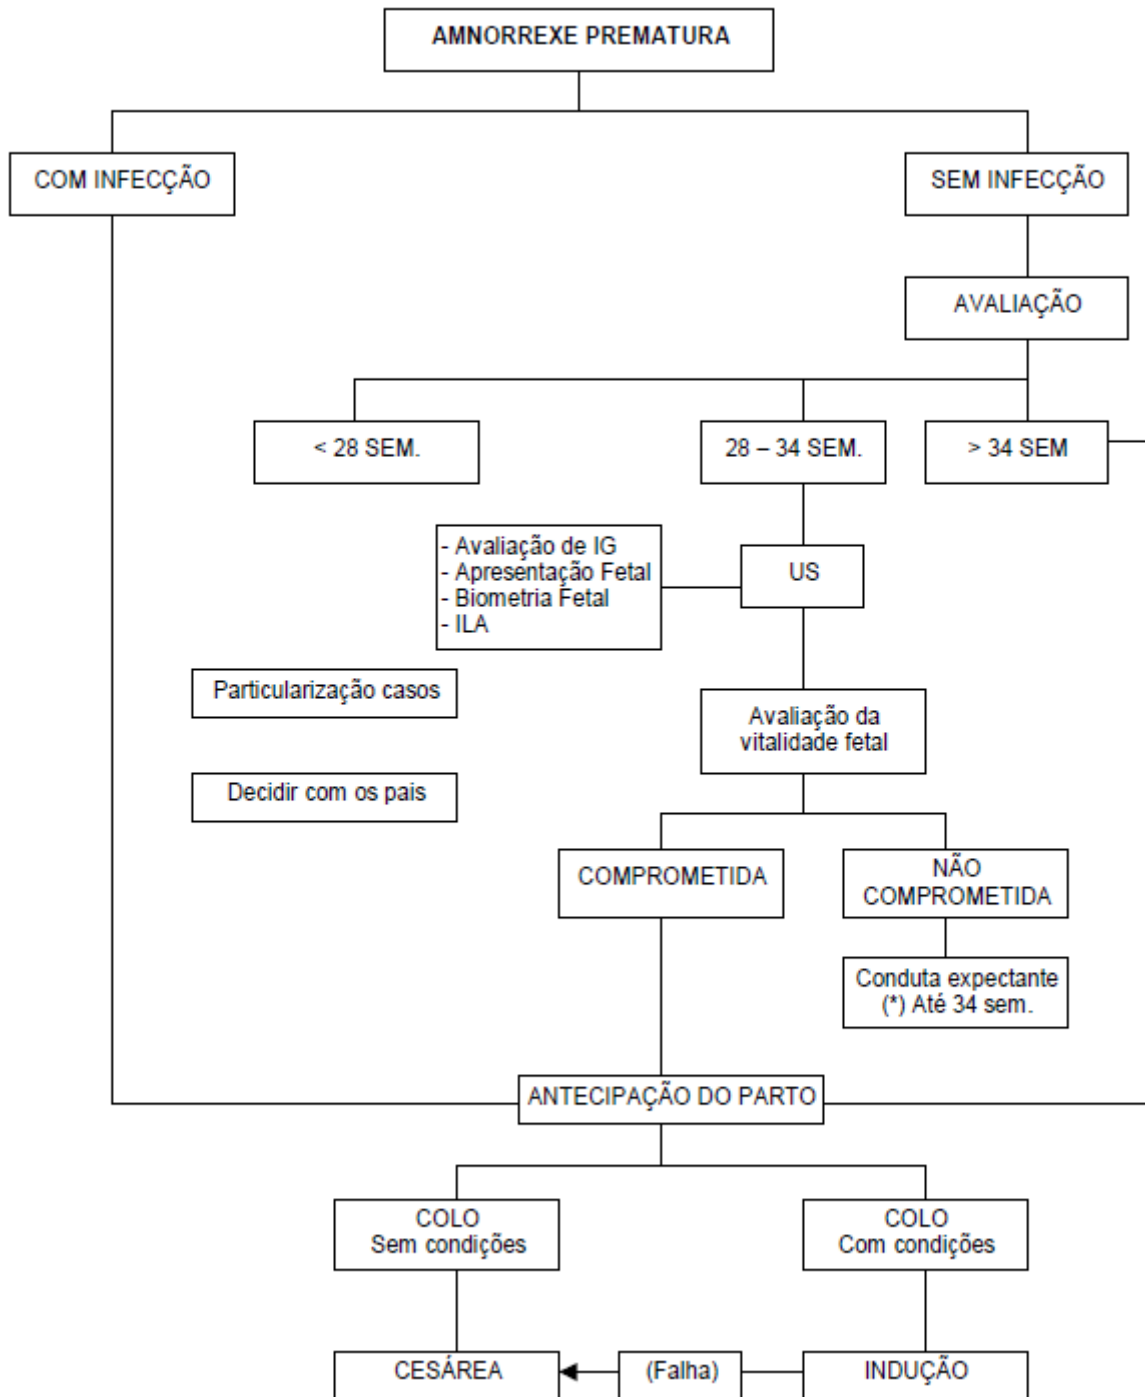 AMNORREXE PREMATURA
COM INFECÇÃO
SEM INFECÇÃO
AVALIAÇÃO
< 28 SEM.
28 – 34 SEM.
> 34 SEM
- Avaliação de IG
- Apresentação Fetal
- Biometria Fetal
- ILA
US
Particularização casos
Avaliação da
vitalidade fetal
Decidir com os pais
COMPROMETIDA
NÃO
COMPROMETIDA
Conduta expectante
(*) Até 34 sem.
ANTECIPAÇÃO DO PARTO
COLO
Sem condições
COLO
Com condições
CESÁREA
(Falha)
INDUÇÃO